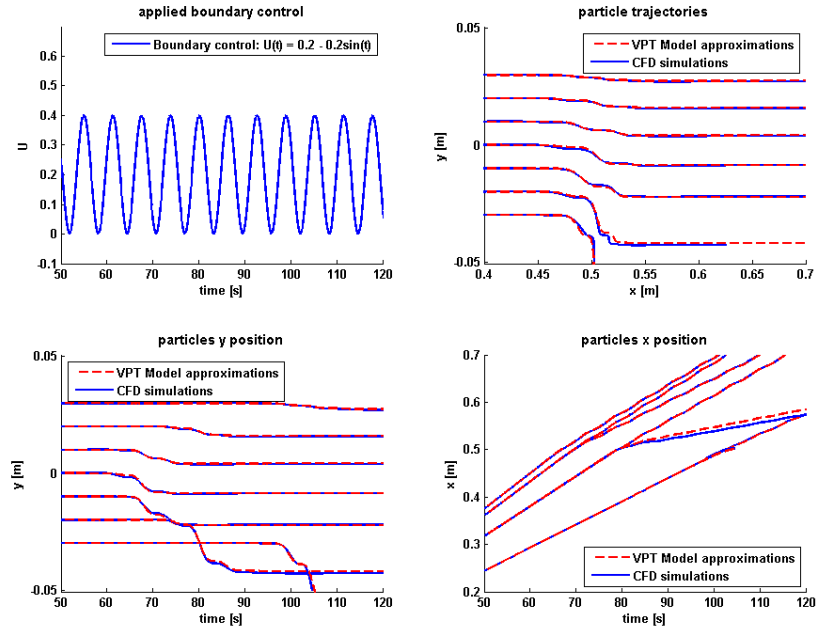 applied boundary control
Boundary control: U(t) = 0.2 - 0.2sin(t)
0.6
0.5
0.4
0.3
0.2
0.1
0
-0.1
U
50 60 70 80 90 100 110 120
time [s]
particle trajectories
VPT Model approximations
CFD simulations
0.05
0
-0.05
y [m]
0.4 0.45 0.5 0.55 0.6 0.65 0.7
x [m]
particles y position
VPT Model approximations
CFD simulations
0.05
0
-0.05
y [m]
50 60 70 80 90 100 110 120
time [s]
particles x position
0.7
0.6
0.5
0.4
0.3
0.2
x [m]
VPT Model approximations
CFD simulations
50 60 70 80 90 100 110 120
time [s]